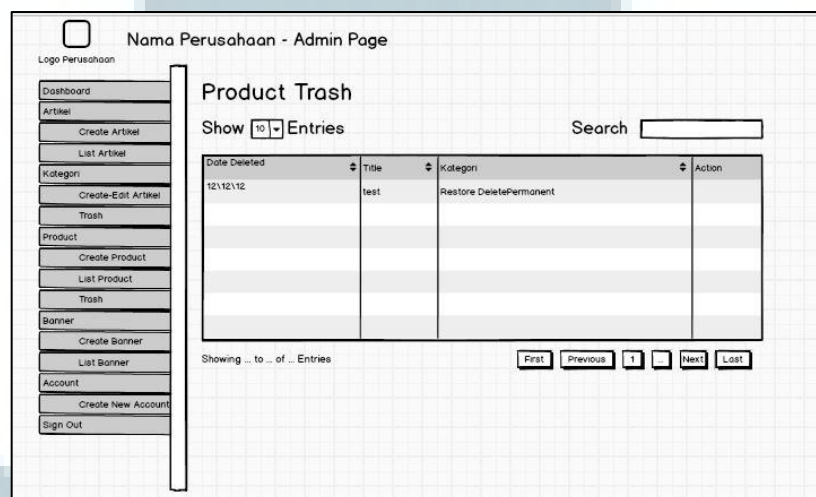 Nama Perusahaan - Admin Page
Logo Perusahaan
Dashboard
Artikel
Create Artikel
List Artikel
Kategori
Create-Edit Artikel
Trash
Product
Create Product
List Product
Trash
Banner
Create Banner
List Banner
Account
Create New Account
Sign Out
Product Trash
Show 10 Entries
Search
Date Deleted Title Kategori Action
12\12\12 test Restore DeletePermanent
Showing ... to ... of ... Entries
First Previous 1 ... Next Last